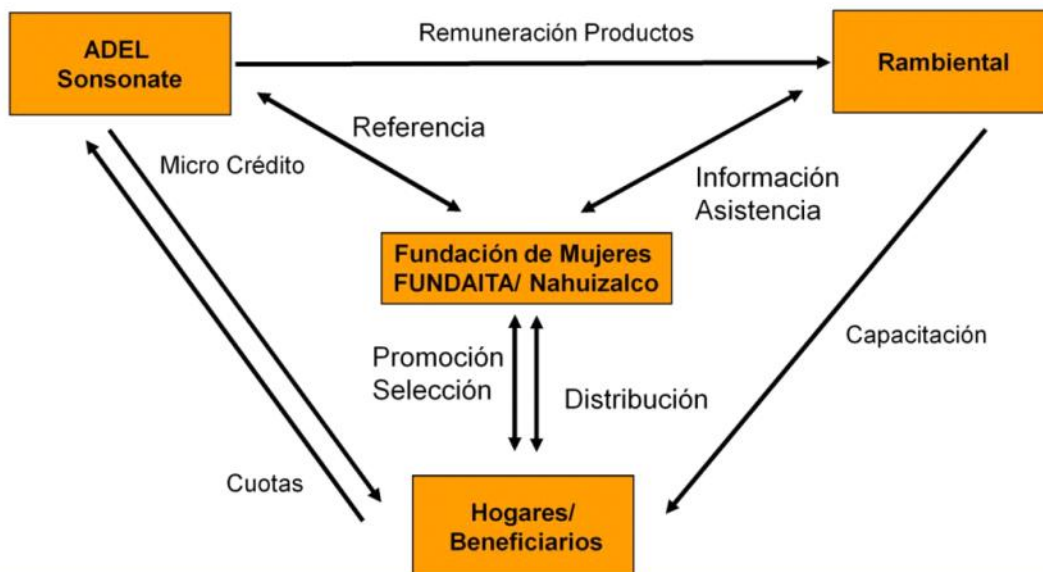 Remuneración Productos
ADEL
Sonsonate
Rambiental
Referencia
Micro Crédito
Información
Asistencia
Fundación de Mujeres
FUNDAITA/ Nahuizalco
Capacitación
Promoción
Selección
Distribución
Cuotas
Hogares/
Beneficiarios